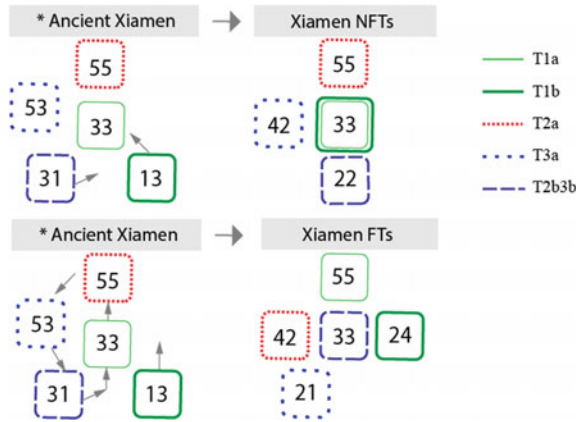 * Ancient Xiamen → Xiamen NFTs
55 55
53 33 42 33
31 13 22
T1a
T1b
T2a
T3a
T2b3b
* Ancient Xiamen → Xiamen FTs
55 55
53 33 42 33 24
31 13 21